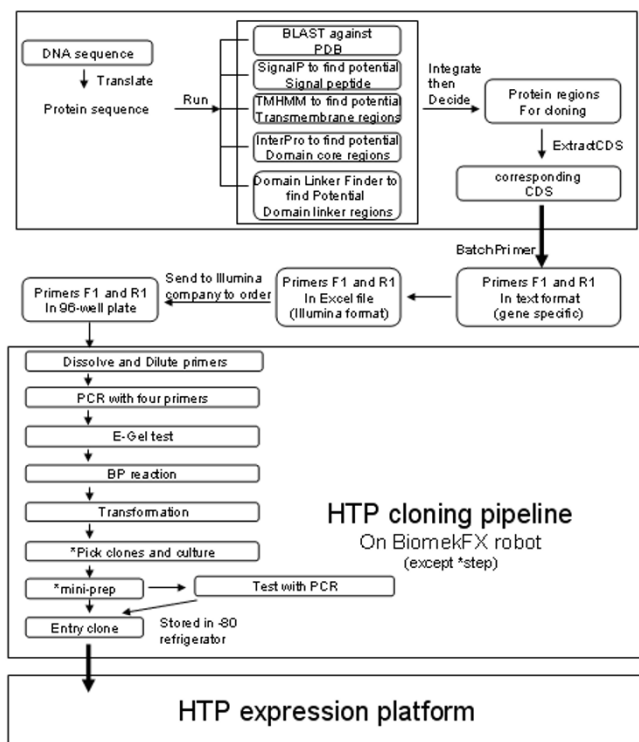 DNA sequence
Translate
Protein sequence
Run
BLAST against
PDB
SignalP to find potential
Signal peptide
TMHMM to find potential
Transmembrane regions
InterPro to find potential
Domain core regions
Domain Linker Finder to
find Potential
Domain linker regions
Integrate
then
Decide
Protein regions
For cloning
ExtractCDS
corresponding
CDS
BatchPrimer
Primers F1 and R1
In text format
(gene specific)
Primers F1 and R1
In Excel file
(Illumina format)
Send to Illumina
company to order
Primers F1 and R1
In 96-well plate
Dissolve and Dilute primers
PCR with four primers
E-Gel test
BP reaction
Transformation
*Pick clones and culture
*mini-prep
Test with PCR
Entry clone
Stored in -80
refrigerator
HTP cloning pipeline
On BiomekFX robot
(except *step)
HTP expression platform